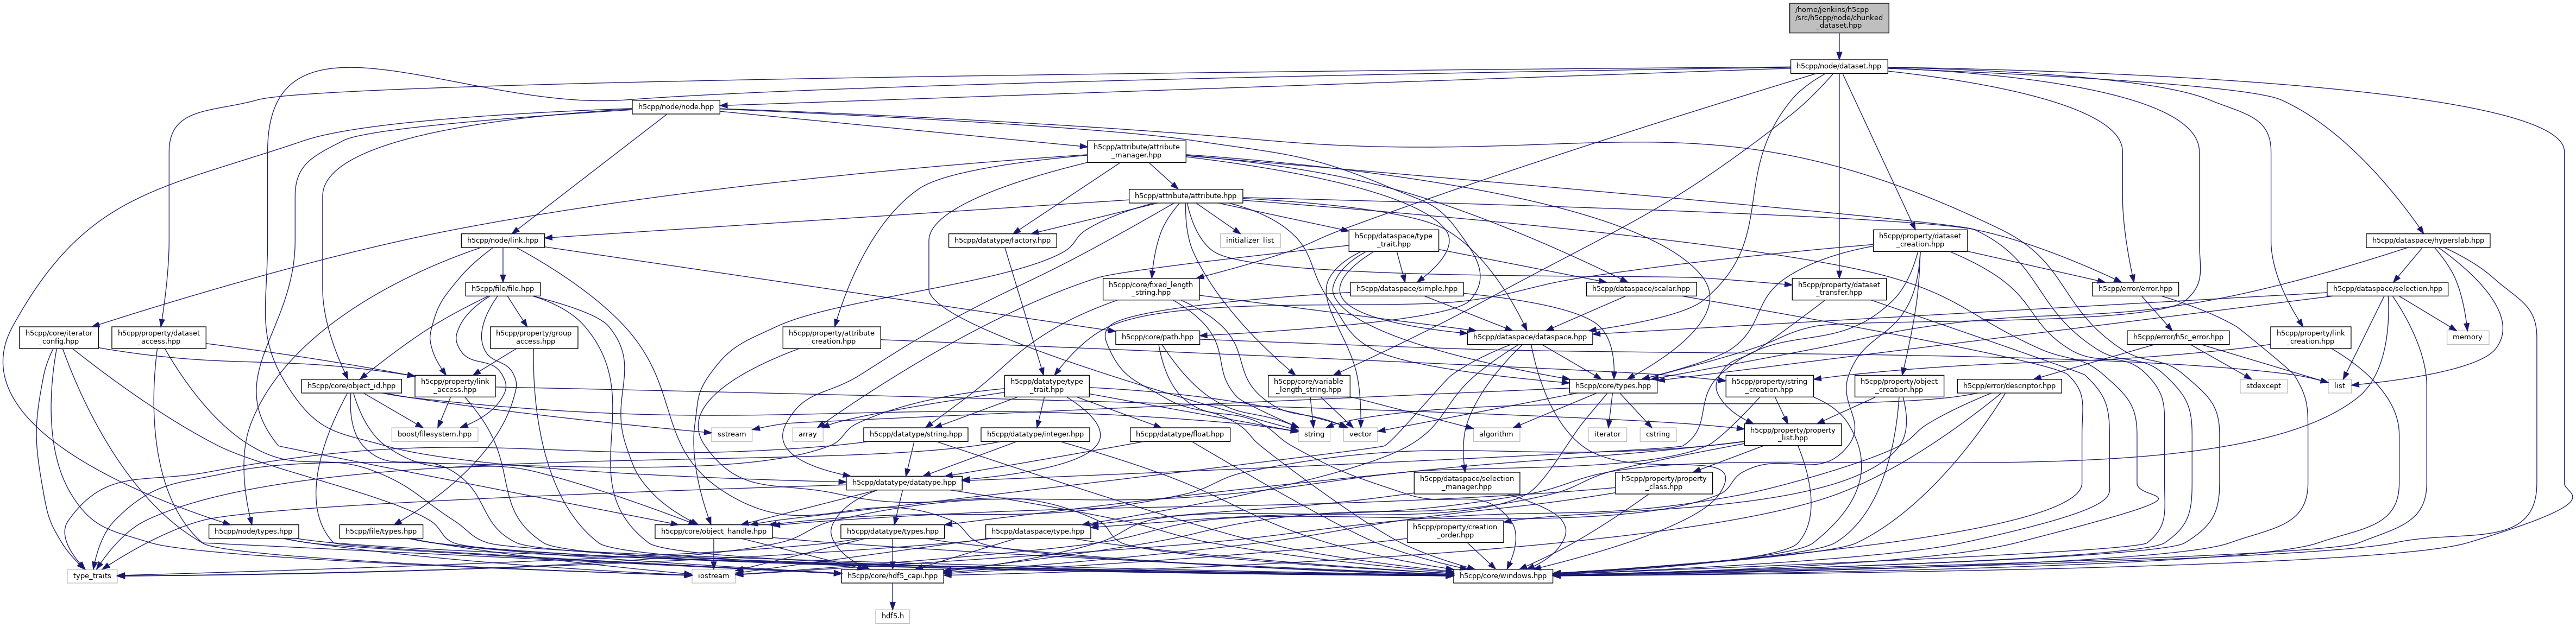 /home/jenkins/h5cpp
/src/h5cpp/node/chunked
_dataset.hpp
h5cpp/node/dataset.hpp
h5cpp/node/node.hpp
h5cpp/attribute/attribute
_manager.hpp
h5cpp/attribute/attribute.hpp
h5cpp/node/link.hpp
h5cpp/datatype/factory.hpp
initializer_list
h5cpp/dataspace/type
_trait.hpp
h5cpp/property/dataset
_creation.hpp
h5cpp/dataspace/hyperslab.hpp
h5cpp/file/file.hpp
h5cpp/core/fixed_length
_string.hpp
h5cpp/dataspace/simple.hpp
h5cpp/dataspace/scalar.hpp
h5cpp/property/dataset
_transfer.hpp
h5cpp/error/error.hpp
h5cpp/dataspace/selection.hpp
h5cpp/core/iterator
_config.hpp
h5cpp/property/dataset
_access.hpp
h5cpp/property/group
_access.hpp
h5cpp/property/attribute
_creation.hpp
h5cpp/core/path.hpp
h5cpp/dataspace/dataspace.hpp
h5cpp/error/h5c_error.hpp
h5cpp/property/link
_creation.hpp
memory
h5cpp/core/object_id.hpp
h5cpp/property/link
_access.hpp
h5cpp/datatype/type
_trait.hpp
h5cpp/core/variable
_length_string.hpp
h5cpp/core/types.hpp
h5cpp/property/string
_creation.hpp
h5cpp/property/object
_creation.hpp
h5cpp/error/descriptor.hpp
stdexcept
list
boost/filesystem.hpp
sstream
array
h5cpp/datatype/string.hpp
h5cpp/datatype/integer.hpp
h5cpp/datatype/float.hpp
string
vector
algorithm
iterator
cstring
h5cpp/property/property
_list.hpp
h5cpp/datatype/datatype.hpp
h5cpp/dataspace/selection
_manager.hpp
h5cpp/property/property
_class.hpp
h5cpp/node/types.hpp
h5cpp/file/types.hpp
h5cpp/core/object_handle.hpp
h5cpp/datatype/types.hpp
h5cpp/dataspace/type.hpp
h5cpp/property/creation
_order.hpp
type_traits
iostream
h5cpp/core/hdf5_capi.hpp
h5cpp/core/windows.hpp
hdf5.h